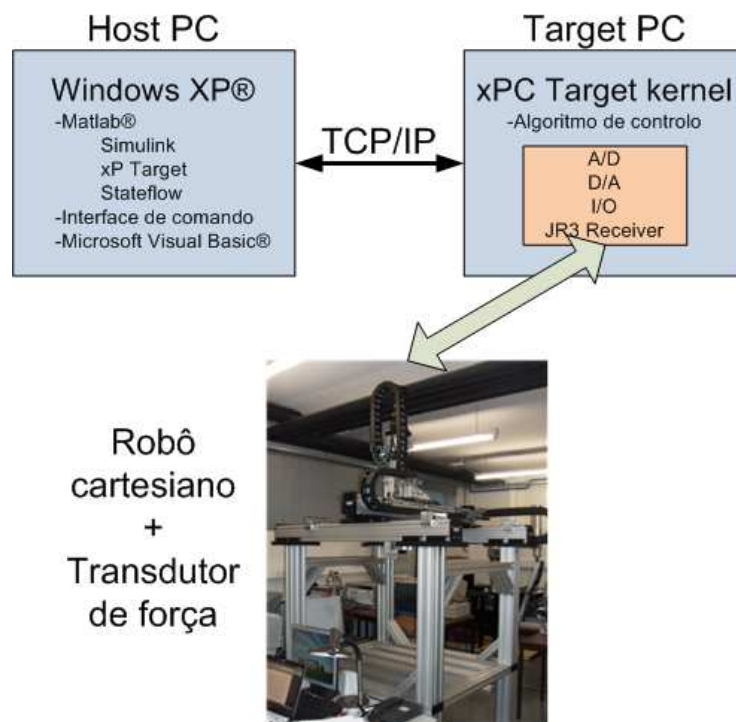 Host PC
Windows XP®
-Matlab®
Simulink
xP Target
Stateflow
-Interface de comando
-Microsoft Visual Basic®
TCP/IP
Target PC
xPC Target kernel
-Algoritmo de controlo
A/D
D/A
I/O
JR3 Receiver
Robô
cartesiano
+
Transdutor
de força